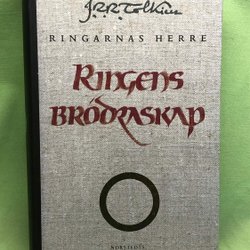 J.R.R. Tolkien
RINGARNAS HERRE
RINGENS
BRÖDRASKAP
NORSTEDTS